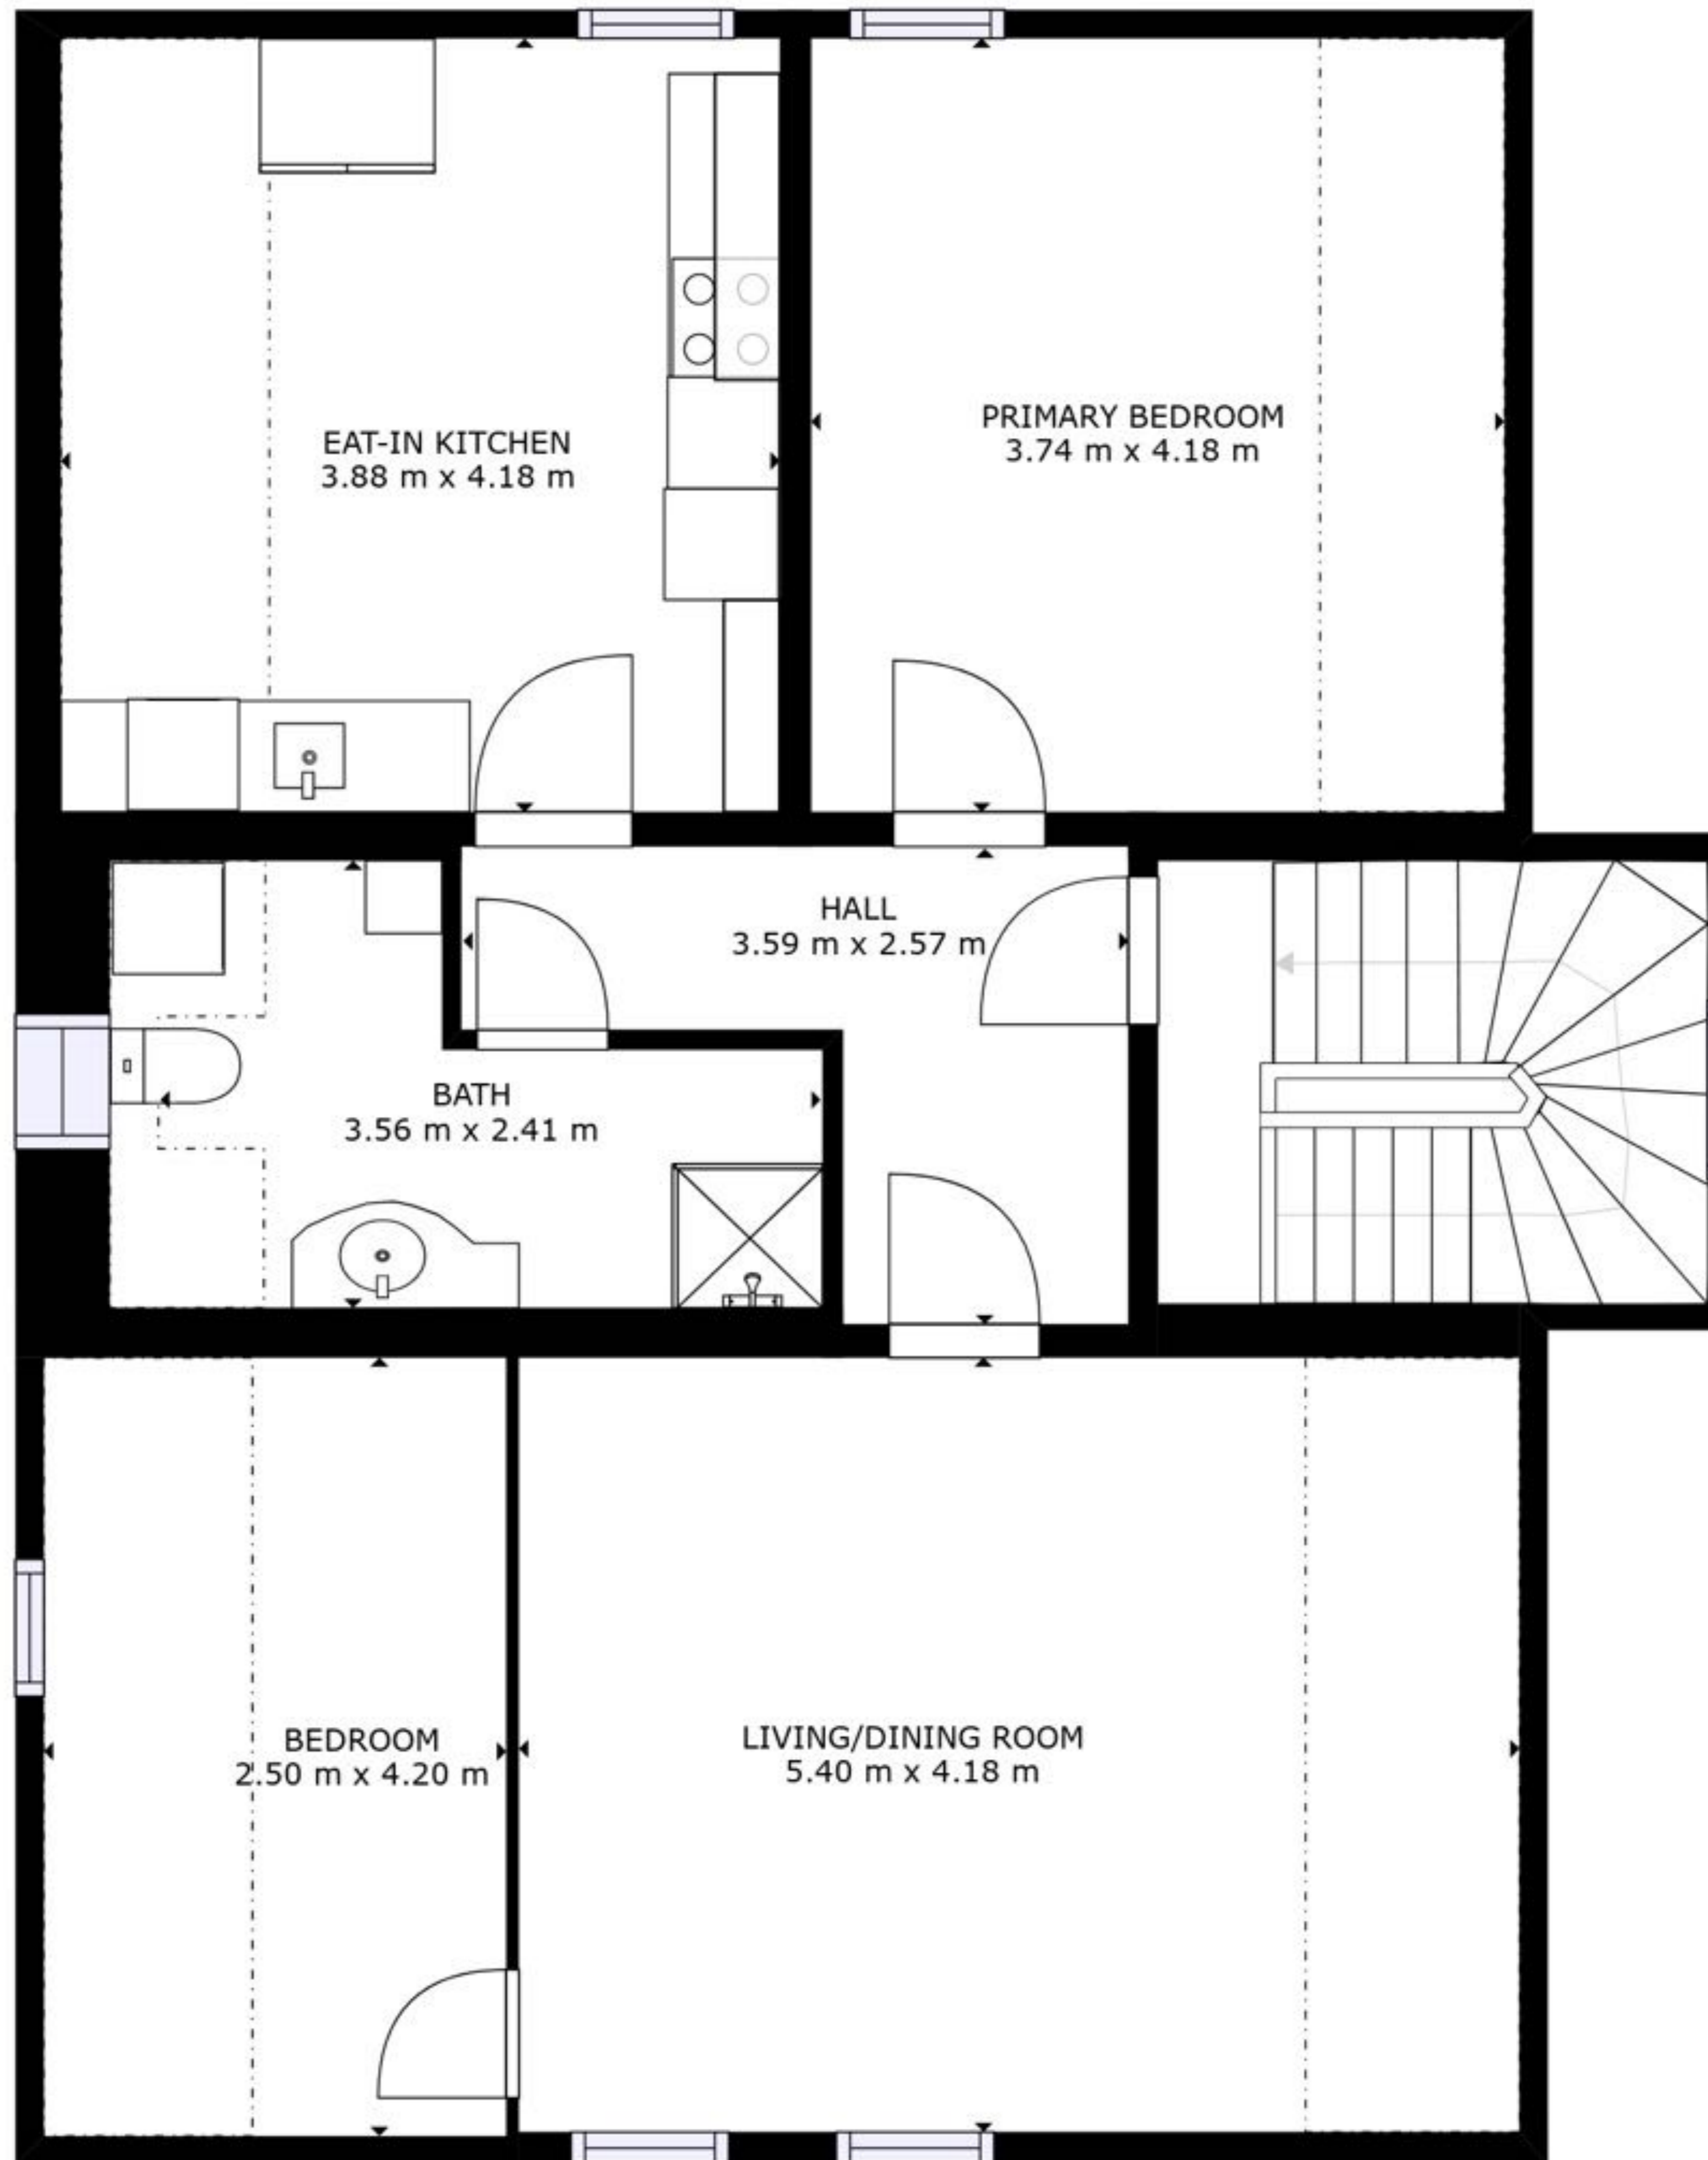 EAT-IN KITCHEN
3.88 m x 4.18 m
PRIMARY BEDROOM
3.74 m x 4.18 m
HALL
3.59 m x 2.57 m
BATH
3.56 m x 2.41 m
BEDROOM
2.50 m x 4.20 m
LIVING/DINING ROOM
5.40 m x 4.18 m